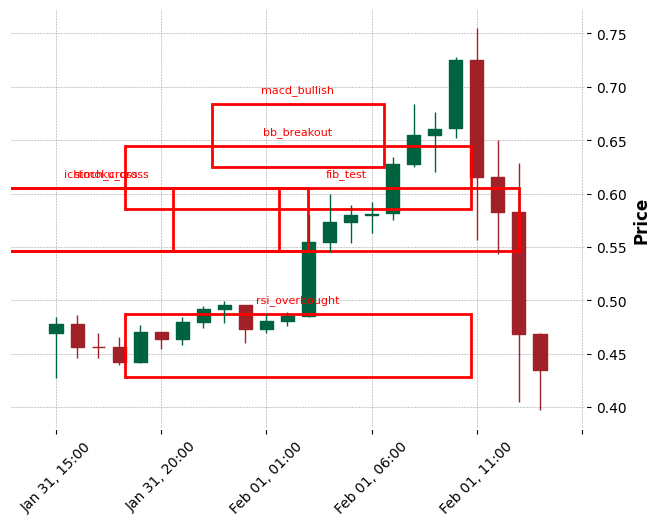 macd_bullish
bb_breakout
ichimoku_cross
stoch_cross
fib_test
rsi_overbought
0.75
0.70
0.65
0.60
0.55
0.50
0.45
0.40
Price
Jan 31, 15:00
Jan 31, 20:00
Feb 01, 01:00
Feb 01, 06:00
Feb 01, 11:00